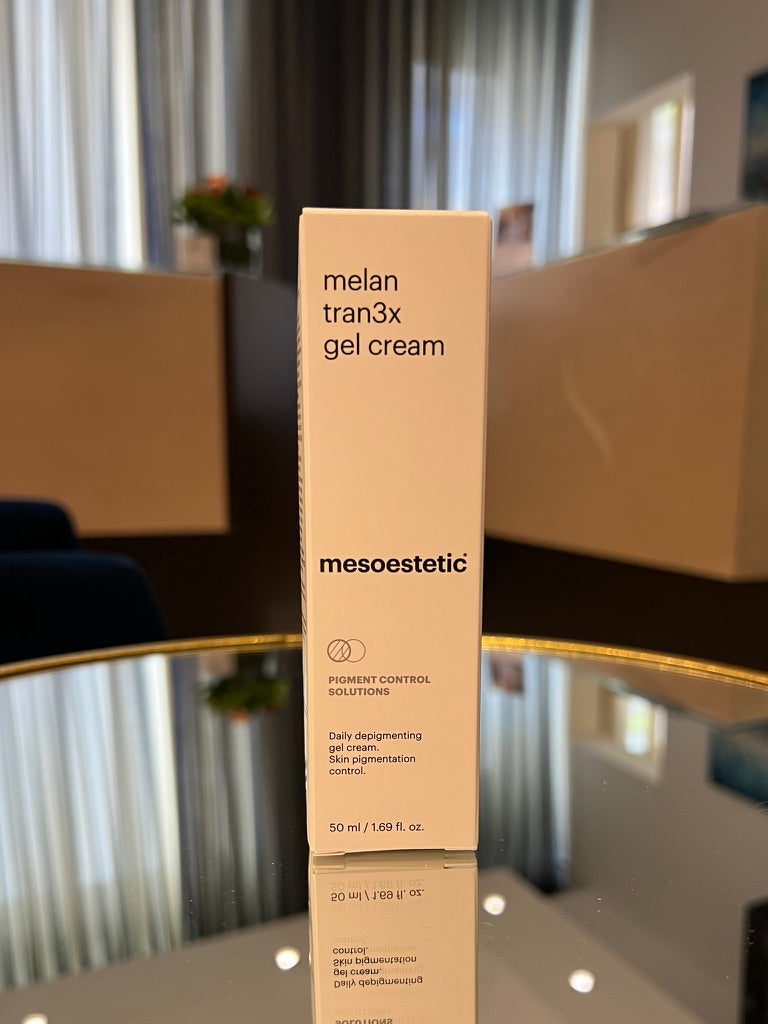 melan
tran3x
gel cream
mesoestetic®
PIGMENT CONTROL
SOLUTIONS
Daily depigmenting
gel cream.
Skin pigmentation
control.
50 ml / 1.69 fl. oz.